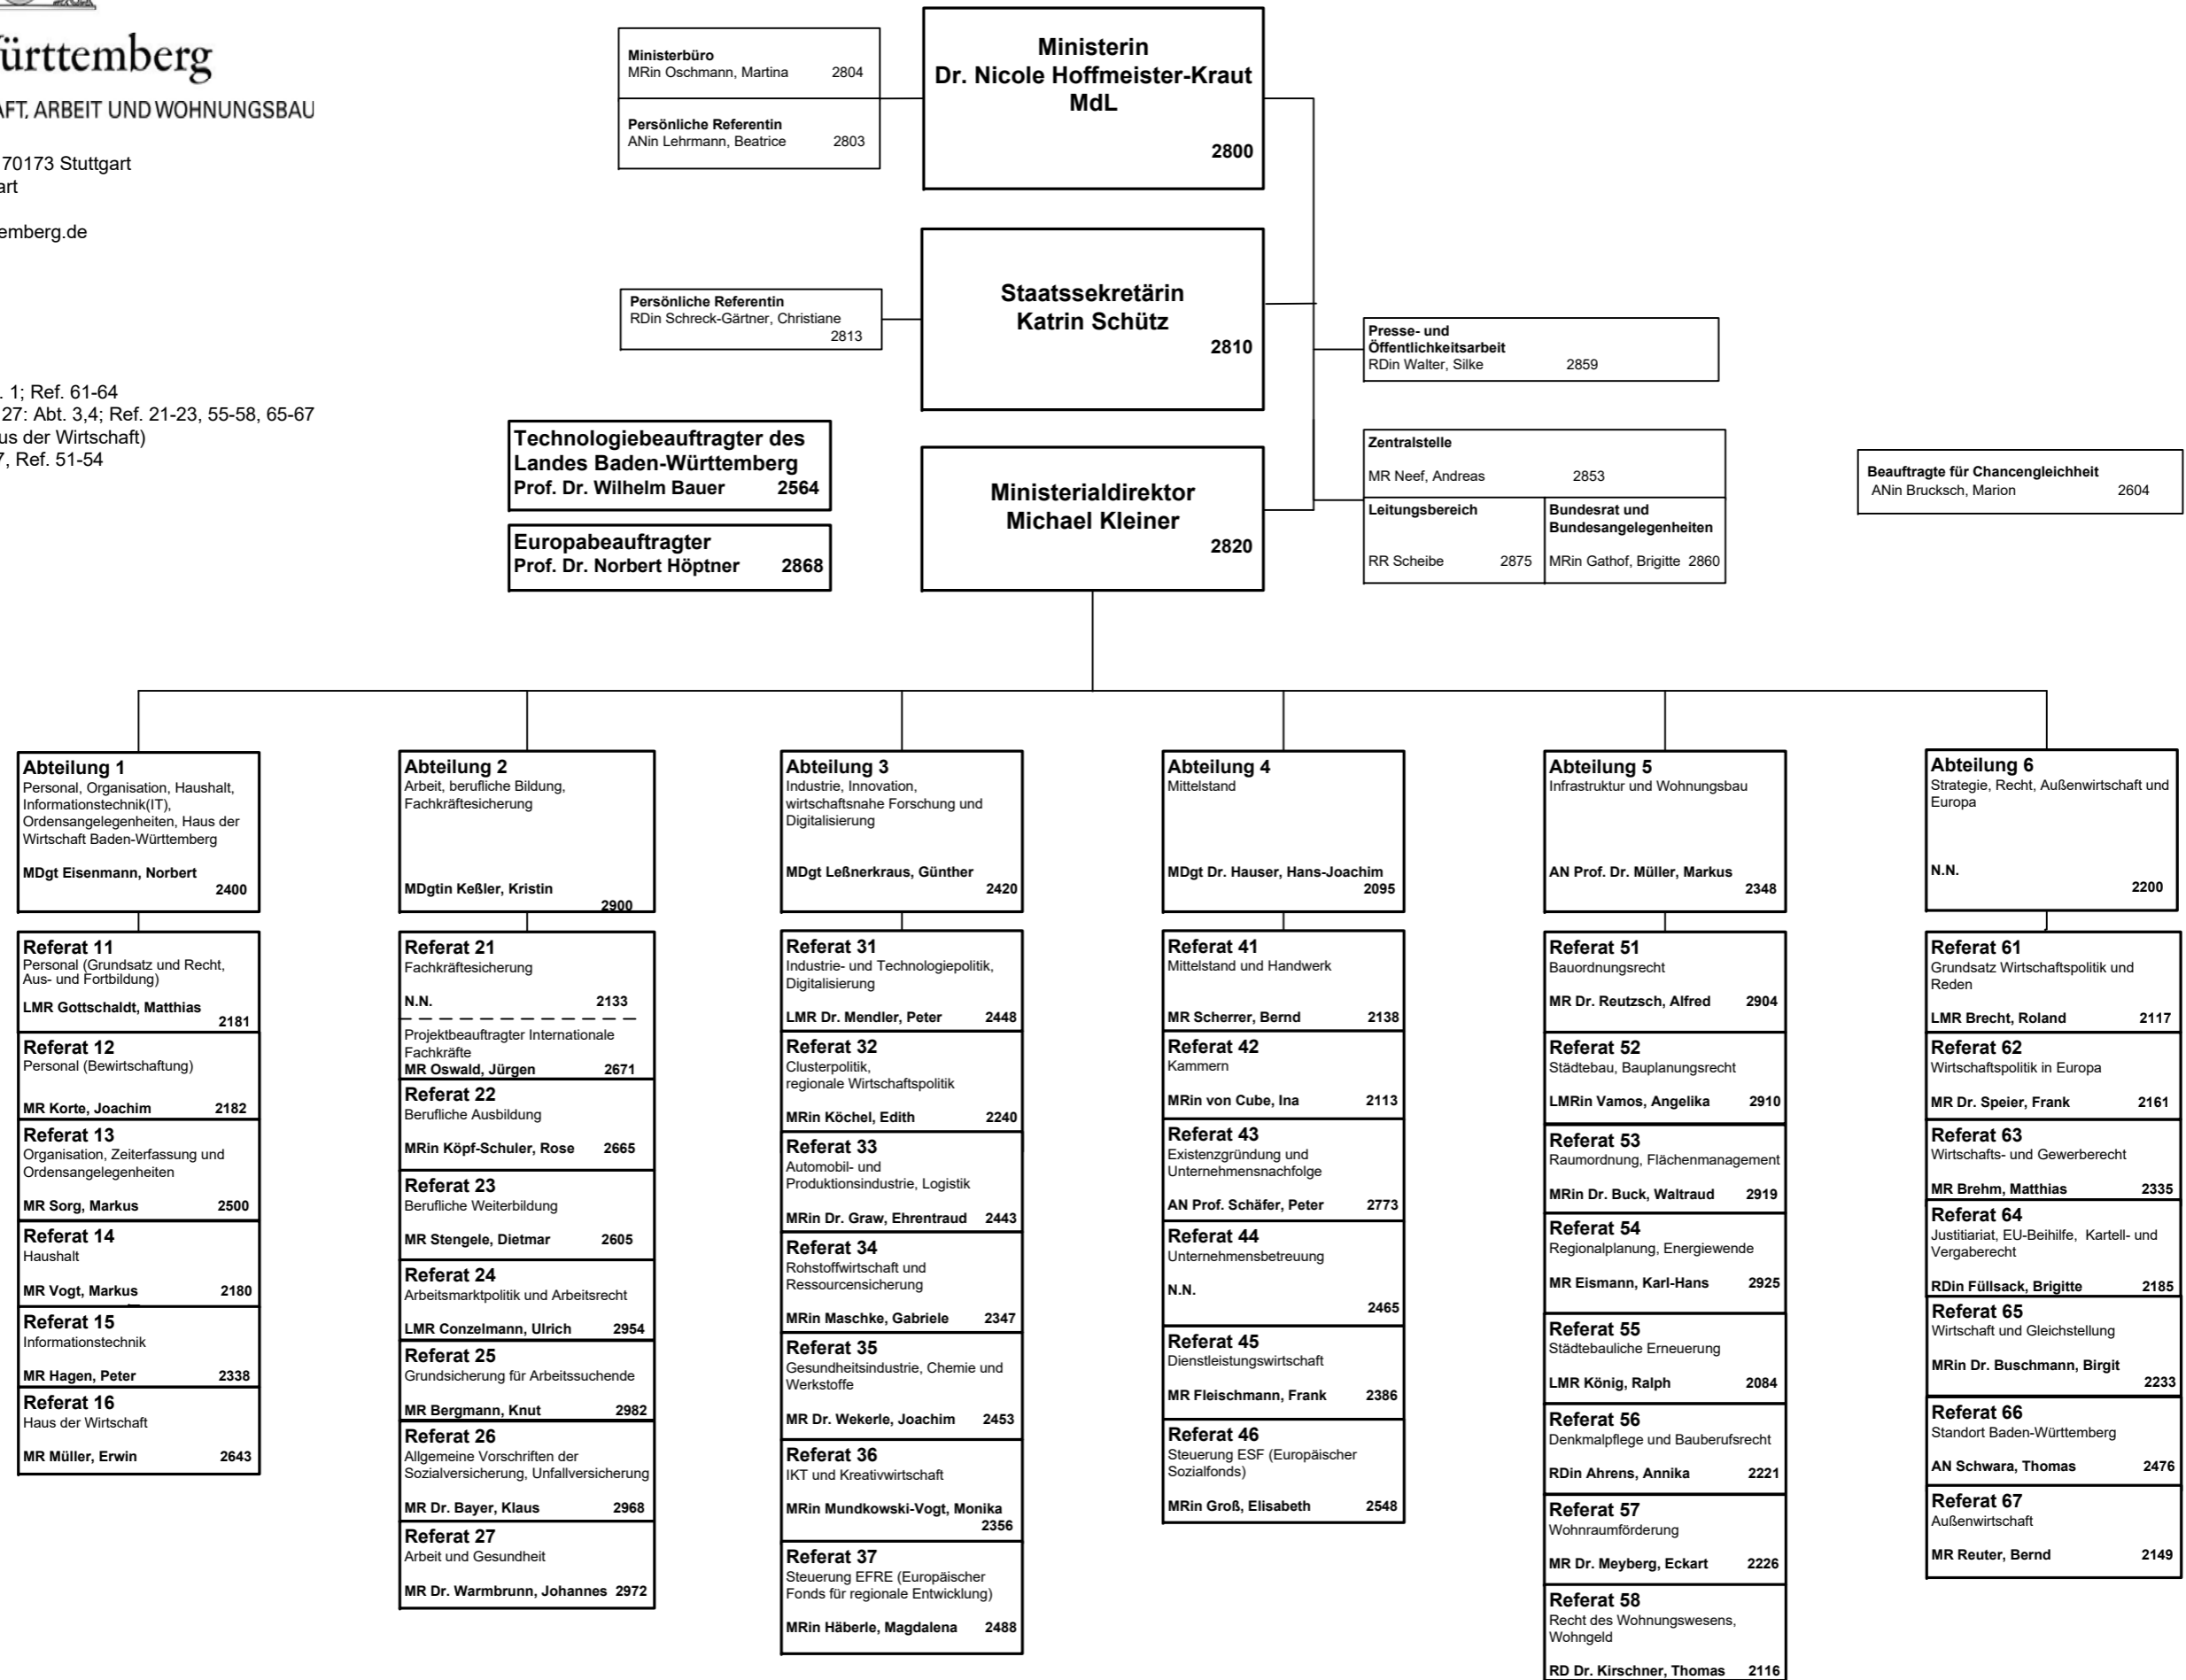 ürttemberg
AFT, ARBEIT UND WOHNUNGSBAU
70173 Stuttgart
art
emberg.de
. 1; Ref. 61-64
27: Abt. 3,4; Ref. 21-23, 55-58, 65-67
us der Wirtschaft)
7, Ref. 51-54
Ministerbüro
MRin Oschmann, Martina 2804
Persönliche Referentin
ANin Lehrmann, Beatrice 2803
Ministerin
Dr. Nicole Hoffmeister-Kraut
MdL
2800
Persönliche Referentin
RDin Schreck-Gärtner, Christiane
2813
Staatssekretärin
Katrin Schütz
2810
Presse- und
Öffentlichkeitsarbeit
RDin Walter, Silke 2859
Technologiebeauftragter des
Landes Baden-Württemberg
Prof. Dr. Wilhelm Bauer 2564
Europabeauftragter
Prof. Dr. Norbert Höptner 2868
Ministerialdirektor
Michael Kleiner
2820
Zentralstelle
MR Neef, Andreas 2853
Leitungsbereich
RR Scheibe 2875
Bundesrat und
Bundesangelegenheiten
MRin Gathof, Brigitte 2860
Beauftragte für Chancengleichheit
ANin Brucksch, Marion 2604
Abteilung 1
Personal, Organisation, Haushalt,
Informationstechnik(IT),
Ordensangelegenheiten, Haus der
Wirtschaft Baden-Württemberg
MDgt Eisenmann, Norbert
2400
Referat 11
Personal (Grundsatz und Recht,
Aus- und Fortbildung)
LMR Gottschaldt, Matthias
2181
Referat 12
Personal (Bewirtschaftung)
MR Korte, Joachim 2182
Referat 13
Organisation, Zeiterfassung und
Ordensangelegenheiten
MR Sorg, Markus 2500
Referat 14
Haushalt
MR Vogt, Markus 2180
Referat 15
Informationstechnik
MR Hagen, Peter 2338
Referat 16
Haus der Wirtschaft
MR Müller, Erwin 2643
Abteilung 2
Arbeit, berufliche Bildung,
Fachkräftesicherung
MDgtin Keßler, Kristin
2900
Referat 21
Fachkräftesicherung
N.N. 2133
Projektbeauftragter Internationale
Fachkräfte
MR Oswald, Jürgen 2671
Referat 22
Berufliche Ausbildung
MRin Köpf-Schuler, Rose 2665
Referat 23
Berufliche Weiterbildung
MR Stengele, Dietmar 2605
Referat 24
Arbeitsmarktpolitik und Arbeitsrecht
LMR Conzelmann, Ulrich 2954
Referat 25
Grundsicherung für Arbeitssuchende
MR Bergmann, Knut 2982
Referat 26
Allgemeine Vorschriften der
Sozialversicherung, Unfallversicherung
MR Dr. Bayer, Klaus 2968
Referat 27
Arbeit und Gesundheit
MR Dr. Warmbrunn, Johannes 2972
Abteilung 3
Industrie, Innovation,
wirtschaftsnahe Forschung und
Digitalisierung
MDgt Leßnerkraus, Günther
2420
Referat 31
Industrie- und Technologiepolitik,
Digitalisierung
LMR Dr. Mendler, Peter 2448
Referat 32
Clusterpolitik,
regionale Wirtschaftspolitik
MRin Köchel, Edith 2240
Referat 33
Automobil- und
Produktionsindustrie, Logistik
MRin Dr. Graw, Ehrentraud 2443
Referat 34
Rohstoffwirtschaft und
Ressourcensicherung
MRin Maschke, Gabriele 2347
Referat 35
Gesundheitsindustrie, Chemie und
Werkstoffe
MR Dr. Wekerle, Joachim 2453
Referat 36
IKT und Kreativwirtschaft
MRin Mundkowski-Vogt, Monika
2356
Referat 37
Steuerung EFRE (Europäischer
Fonds für regionale Entwicklung)
MRin Häberle, Magdalena 2488
Abteilung 4
Mittelstand
MDgt Dr. Hauser, Hans-Joachim
2095
Referat 41
Mittelstand und Handwerk
MR Scherrer, Bernd 2138
Referat 42
Kammern
MRin von Cube, Ina 2113
Referat 43
Existenzgründung und
Unternehmensnachfolge
AN Prof. Schäfer, Peter 2773
Referat 44
Unternehmensbetreuung
N.N.
2465
Referat 45
Dienstleistungswirtschaft
MR Fleischmann, Frank 2386
Referat 46
Steuerung ESF (Europäischer
Sozialfonds)
MRin Groß, Elisabeth 2548
Abteilung 5
Infrastruktur und Wohnungsbau
AN Prof. Dr. Müller, Markus
2348
Referat 51
Bauordnungsrecht
MR Dr. Reutzsch, Alfred 2904
Referat 52
Städtebau, Bauplanungsrecht
LMRin Vamos, Angelika 2910
Referat 53
Raumordnung, Flächenmanagement
MRin Dr. Buck, Waltraud 2919
Referat 54
Regionalplanung, Energiewende
MR Eismann, Karl-Hans 2925
Referat 55
Städtebauliche Erneuerung
LMR König, Ralph 2084
Referat 56
Denkmalpflege und Bauberufsrecht
RDin Ahrens, Annika 2221
Referat 57
Wohnraumförderung
MR Dr. Meyberg, Eckart 2226
Referat 58
Recht des Wohnungswesens,
Wohngeld
RD Dr. Kirschner, Thomas 2116
Abteilung 6
Strategie, Recht, Außenwirtschaft und
Europa
N.N.
2200
Referat 61
Grundsatz Wirtschaftspolitik und
Reden
LMR Brecht, Roland 2117
Referat 62
Wirtschaftspolitik in Europa
MR Dr. Speier, Frank 2161
Referat 63
Wirtschafts- und Gewerberecht
MR Brehm, Matthias 2335
Referat 64
Justitiariat, EU-Beihilfe, Kartell- und
Vergaberecht
RDin Füllsack, Brigitte 2185
Referat 65
Wirtschaft und Gleichstellung
MRin Dr. Buschmann, Birgit
2233
Referat 66
Standort Baden-Württemberg
AN Schwara, Thomas 2476
Referat 67
Außenwirtschaft
MR Reuter, Bernd 2149